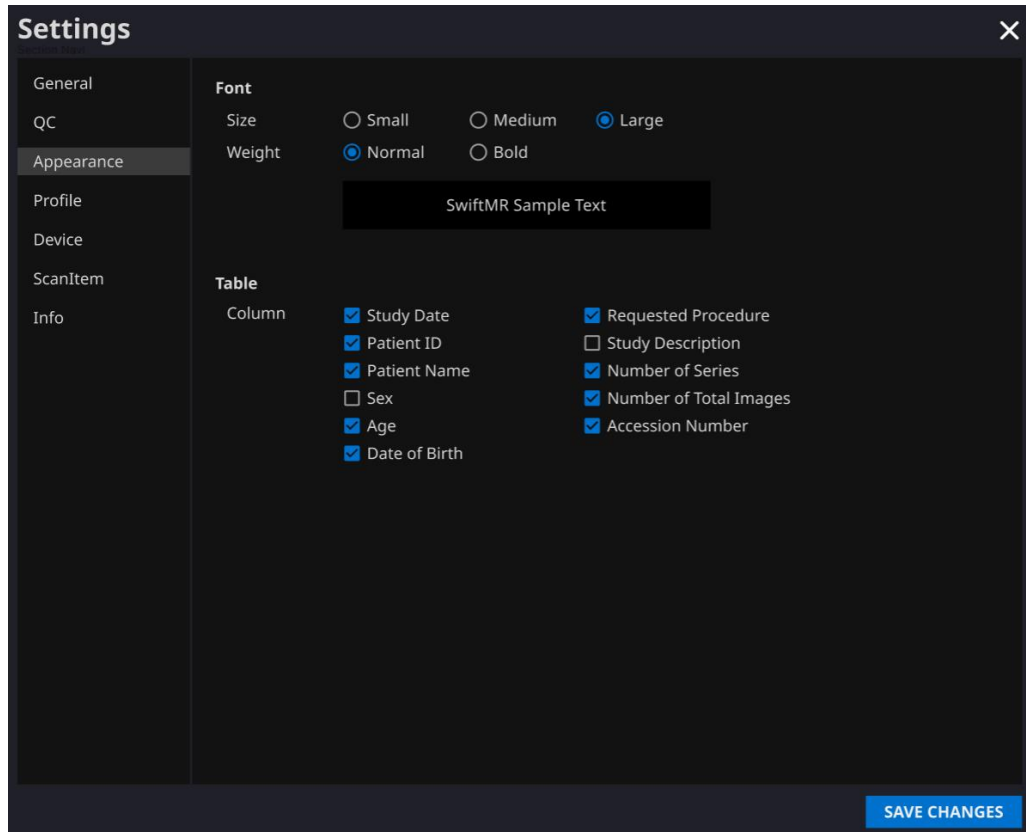 Settings
Section Navi
General
QC
Appearance
Profile
Device
ScanItem
Info
Font
Size
Small
Medium
Large
Weight
Normal
Bold
SwiftMR Sample Text
Table
Column
Study Date
Patient ID
Patient Name
Sex
Age
Date of Birth
Requested Procedure
Study Description
Number of Series
Number of Total Images
Accession Number
SAVE CHANGES